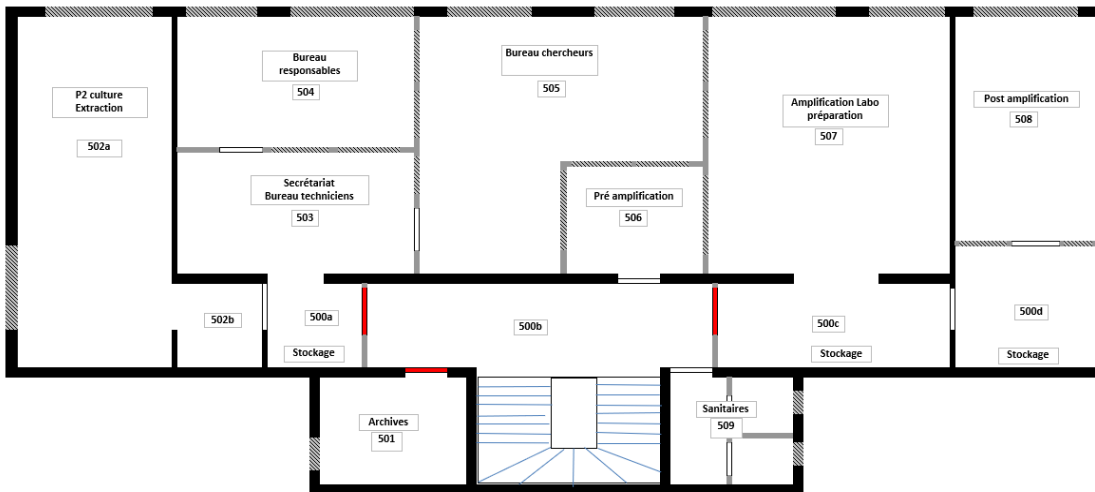 P2 culture
Extraction
502a
Bureau
responsables
504
Secrétariat
Bureau techniciens
503
Bureau chercheurs
505
Pré amplification
506
Amplification Labo
préparation
507
Post amplification
508
502b
500a
Stockage
500b
500c
Stockage
500d
Stockage
Archives
501
Sanitaires
509